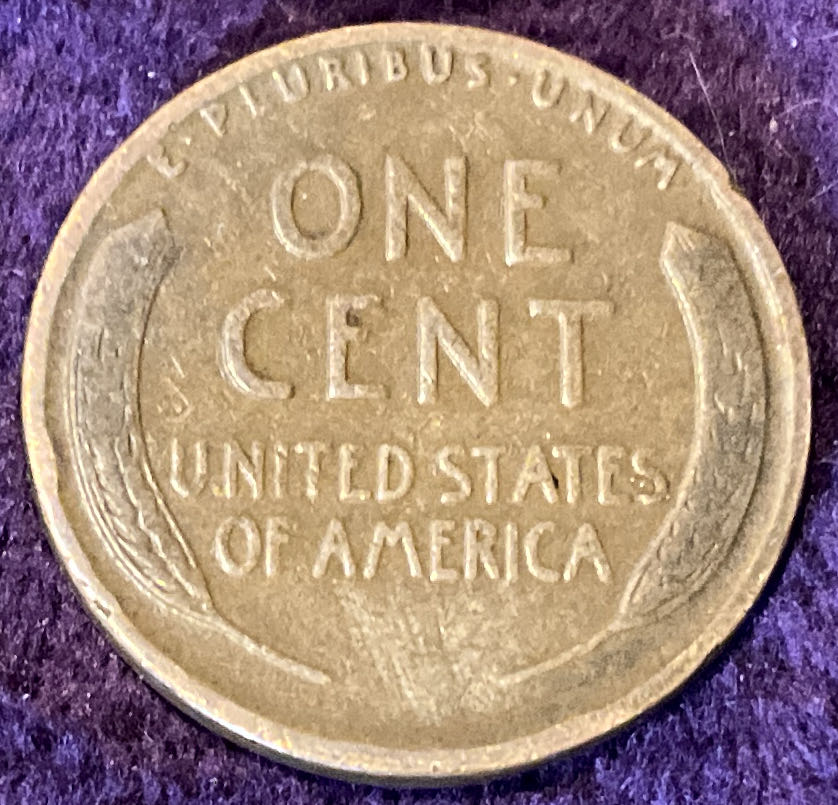 E · PLURIBUS · UNUM
ONE
CENT
UNITED STATES
OF AMERICA